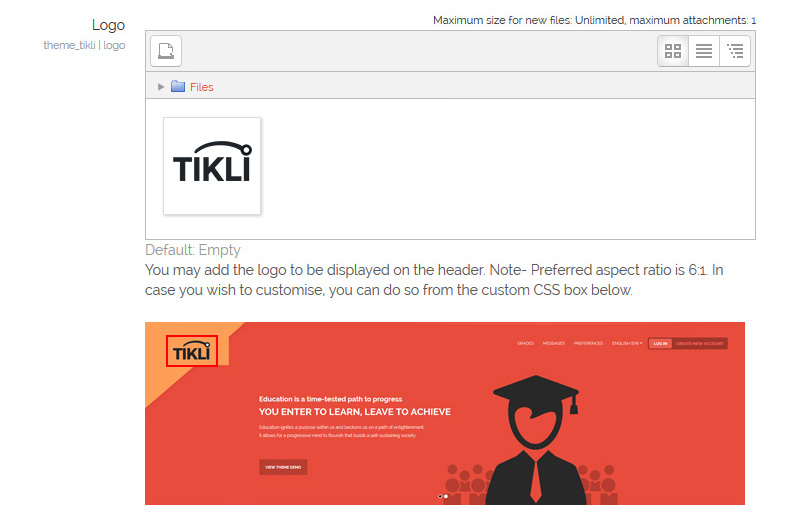 Logo
theme_tikli | logo
Maximum size for new files: Unlimited, maximum attachments: 1
Files
TIKLI
Default: Empty
You may add the logo to be displayed on the header. Note- Preferred aspect ratio is 6:1. In
case you wish to customise, you can do so from the custom CSS box below.
TIKLI
GRADES MESSAGES PREFERENCES ENGLISH (EN) LOG IN CREATE NEW ACCOUNT
Education is a time-tested path to progress
YOU ENTER TO LEARN, LEAVE TO ACHIEVE
Education ignites a purpose within us and beckons us on a path of enlightenment.
It allows for a progressive mind to flourish that builds a self-sustaining society.
VIEW THEME DEMO